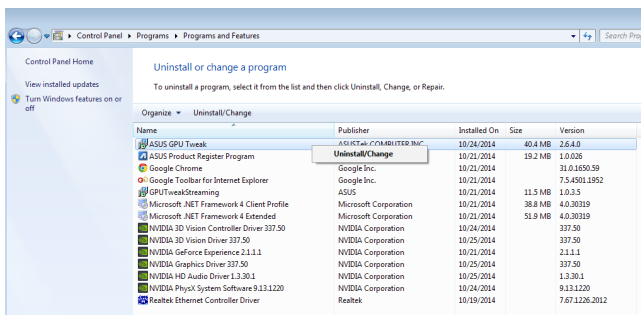 Control Panel ▸ Programs ▸ Programs and Features
Search Pro
Control Panel Home
View installed updates
Turn Windows features on or
off
Uninstall or change a program
To uninstall a program, select it from the list and then click Uninstall, Change, or Repair.
Organize Uninstall/Change
Name Publisher Installed On Size Version
ASUS GPU Tweak ASUSTek COMPUTER INC. 10/24/2014 40.4 MB 2.6.4.0
Uninstall/Change
ASUS Product Register Program 10/21/2014 19.2 MB 1.0.026
Google Chrome Google Inc. 10/21/2014 31.0.1650.59
Google Toolbar for Internet Explorer Google Inc. 10/21/2014 7.5.4501.1952
GPUTweakStreaming ASUS 10/21/2014 11.5 MB 1.0.3.5
Microsoft .NET Framework 4 Client Profile Microsoft Corporation 10/21/2014 38.8 MB 4.0.30319
Microsoft .NET Framework 4 Extended Microsoft Corporation 10/21/2014 51.9 MB 4.0.30319
NVIDIA 3D Vision Controller Driver 337.50 NVIDIA Corporation 10/24/2014 337.50
NVIDIA 3D Vision Driver 337.50 NVIDIA Corporation 10/25/2014 337.50
NVIDIA GeForce Experience 2.1.1.1 NVIDIA Corporation 10/21/2014 2.1.1.1
NVIDIA Graphics Driver 337.50 NVIDIA Corporation 10/25/2014 337.50
NVIDIA HD Audio Driver 1.3.30.1 NVIDIA Corporation 10/25/2014 1.3.30.1
NVIDIA PhysX System Software 9.13.1220 NVIDIA Corporation 10/24/2014 9.13.1220
Realtek Ethernet Controller Driver Realtek 10/19/2014 7.67.1226.2012